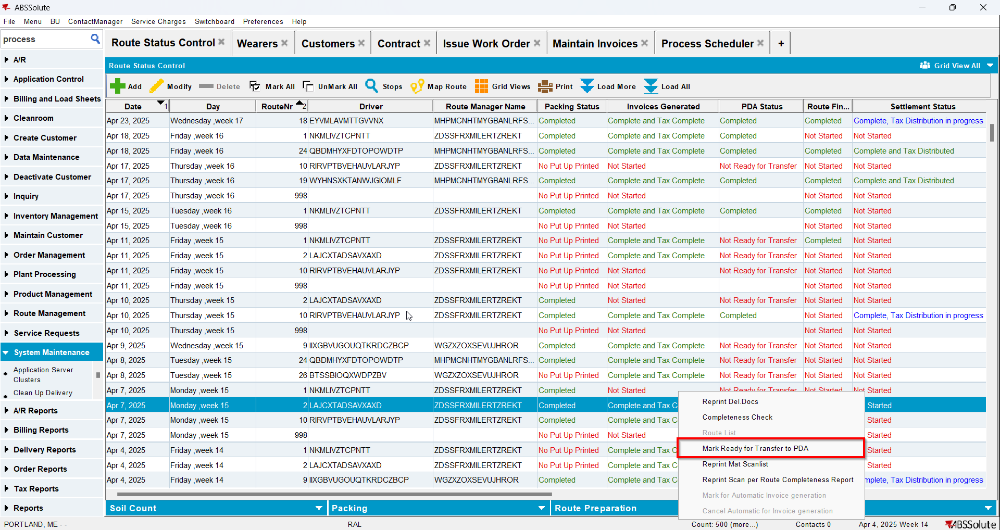 ABSSolute
File Menu BU ContactManager Service Charges Switchboard Preferences Help
process
Route Status Control Wearers Customers Contract Issue Work Order Maintain Invoices Process Scheduler +
Route Status Control Grid View All
Add Modify Delete Mark All UnMark All Stops Map Route Grid Views Print Load More Load All
A/R
Application Control
Billing and Load Sheets
Cleanroom
Create Customer
Data Maintenance
Deactivate Customer
Inquiry
Inventory Management
Maintain Customer
Order Management
Plant Processing
Product Management
Route Management
Service Requests
System Maintenance
Application Server
Clusters
Clean Up Delivery
A/R Reports
Billing Reports
Delivery Reports
Order Reports
Tax Reports
Reports
Date 1 Day RouteNr 2 Driver Route Manager Name Packing Status Invoices Generated PDA Status Route Fin... Settlement Status
Apr 23, 2025 Wednesday ,week 17 18 EYVMLAVMTTGVVNX MHPMCNHTMYGBANLRFS... Completed Complete and Tax Complete Completed Completed Complete, Tax Distribution in progress
Apr 18, 2025 Friday ,week 16 1 NKMLIVZTCPNTT ZDSSFRXMILERTZREKT Completed Complete and Tax Complete Completed Not Started Not Started
Apr 18, 2025 Friday ,week 16 24 QBDMHYXFDTOPOWDTP MHPMCNHTMYGBANLRFS... Completed Complete and Tax Complete Completed Completed Complete and Tax Distributed
Apr 17, 2025 Thursday ,week 16 10 RIRVPTBVEHAUVLARJYP ZDSSFRXMILERTZREKT No Put Up Printed Not Started Not Ready for Transfer Not Started Not Started
Apr 17, 2025 Thursday ,week 16 19 WYHNSXKTANWJGIOMLF MHPMCNHTMYGBANLRFS... Completed Complete and Tax Complete Completed Completed Complete and Tax Distributed
Apr 17, 2025 Thursday ,week 16 998 No Put Up Printed Not Started Not Started Not Started
Apr 15, 2025 Tuesday ,week 16 1 NKMLIVZTCPNTT ZDSSFRXMILERTZREKT Completed Complete and Tax Complete Completed Completed Not Started
Apr 15, 2025 Tuesday ,week 16 998 No Put Up Printed Not Started Not Started Not Started
Apr 11, 2025 Friday ,week 15 1 NKMLIVZTCPNTT ZDSSFRXMILERTZREKT No Put Up Printed Complete and Tax Complete Not Ready for Transfer Completed Not Started
Apr 11, 2025 Friday ,week 15 2 LAJCXTADSAVXAXD ZDSSFRXMILERTZREKT No Put Up Printed Complete and Tax Complete Not Ready for Transfer Not Started Not Started
Apr 11, 2025 Friday ,week 15 10 RIRVPTBVEHAUVLARJYP ZDSSFRXMILERTZREKT No Put Up Printed Not Started Not Ready for Transfer Not Started Not Started
Apr 11, 2025 Friday ,week 15 998 No Put Up Printed Not Started Not Started Not Started
Apr 10, 2025 Thursday ,week 15 2 LAJCXTADSAVXAXD ZDSSFRXMILERTZREKT Completed Not Started Not Ready for Transfer Not Started Not Started
Apr 10, 2025 Thursday ,week 15 10 RIRVPTBVEHAUVLARJYP ZDSSFRXMILERTZREKT Completed Complete and Tax Complete Completed Not Started Complete, Tax Distribution in progress
Apr 10, 2025 Thursday ,week 15 998 No Put Up Printed Not Started Not Started Not Started
Apr 9, 2025 Wednesday ,week 15 9 IIXGBVUGOUQTKRDCZBCP WGZXZOXSEVUJHROR Completed Complete and Tax Complete Not Ready for Transfer Not Started Not Started
Apr 8, 2025 Tuesday ,week 15 24 QBDMHYXFDTOPOWDTP MHPMCNHTMYGBANLRFS... Completed Complete and Tax Complete Not Ready for Transfer Not Started Not Started
Apr 8, 2025 Tuesday ,week 15 26 BTSSBIOQXWDPZBV WGZXZOXSEVUJHROR No Put Up Printed Complete and Tax Complete Not Ready for Transfer Not Started Not Started
Apr 7, 2025 Monday ,week 15 1 NKMLIVZTCPNTT ZDSSFRXMILERTZREKT Completed Not Started Not Ready for Transfer Not Started Not Started
Apr 7, 2025 Monday ,week 15 2 LAJCXTADSAVXAXD ZDSSFRXMILERTZREKT Completed Complete and Tax C Started
Apr 7, 2025 Monday ,week 15 10 RIRVPTBVEHAUVLARJYP ZDSSFRXMILERTZREKT Completed Complete and Tax C Started
Apr 7, 2025 Monday ,week 15 998 No Put Up Printed Not Started Started
Apr 4, 2025 Friday ,week 14 1 NKMLIVZTCPNTT ZDSSFRXMILERTZREKT No Put Up Printed Complete and Tax C Started
Apr 4, 2025 Friday ,week 14 2 LAJCXTADSAVXAXD ZDSSFRXMILERTZREKT No Put Up Printed Complete and Tax C Started
Apr 4, 2025 Friday ,week 14 9 IIXGBVUGOUQTKRDCZBCP WGZXZOXSEVUJHROR Completed Complete and Tax C mplete, Tax Distribution in progress
Reprint Del.Docs
Completeness Check
Route List
Mark Ready for Transfer to PDA
Reprint Mat Scanlist
Reprint Scan per Route Completeness Report
Mark for Automatic Invoice generation
Cancel Automatic for Invoice generation
Soil Count Packing Route Preparation
PORTLAND, ME - - RAL Count: 500 (more...) Contacts 0 Apr 4, 2025 Week 14 ABSSolute